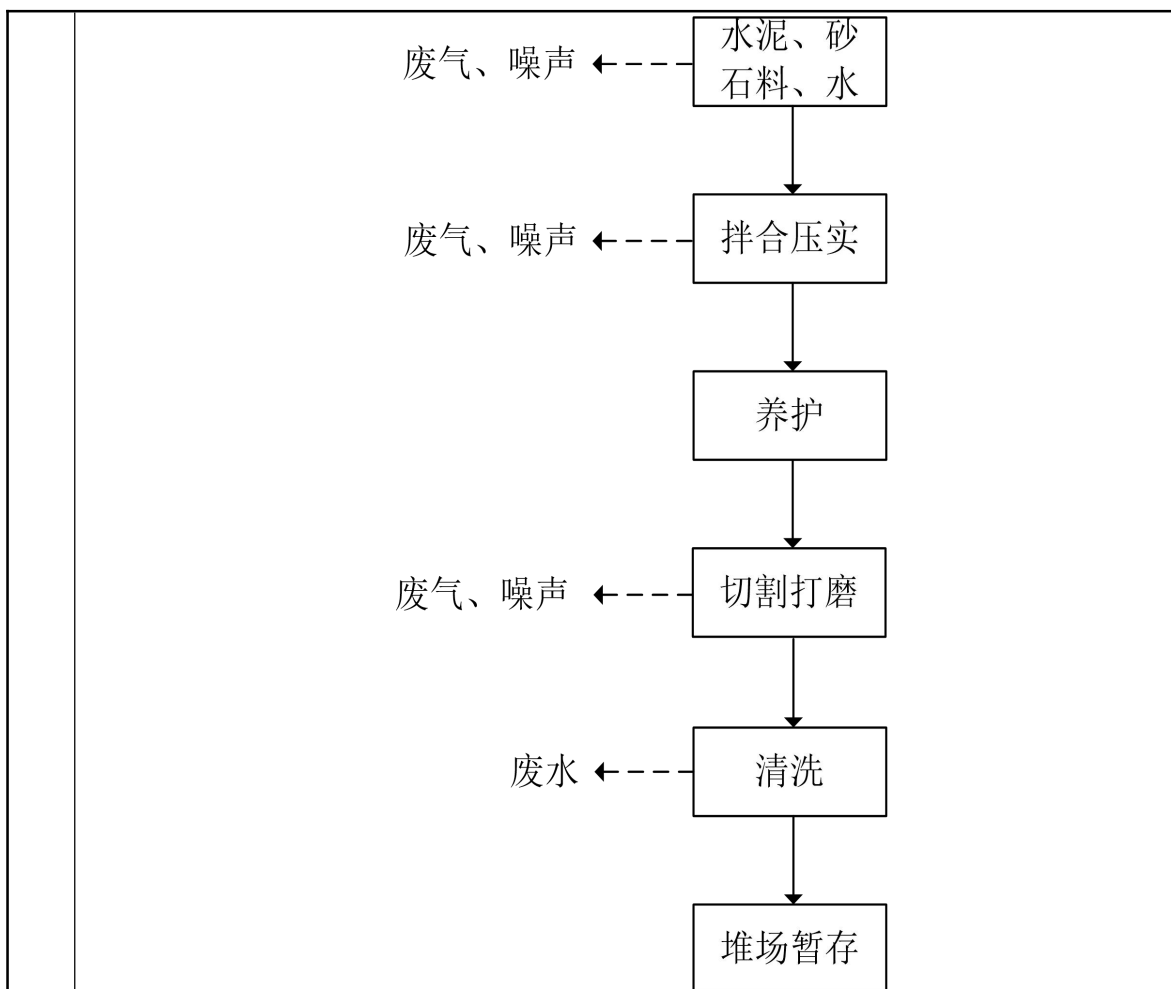 水泥、砂
石料、水
废气、噪声
拌合压实
废气、噪声
养护
切割打磨
废气、噪声
清洗
废水
堆场暂存